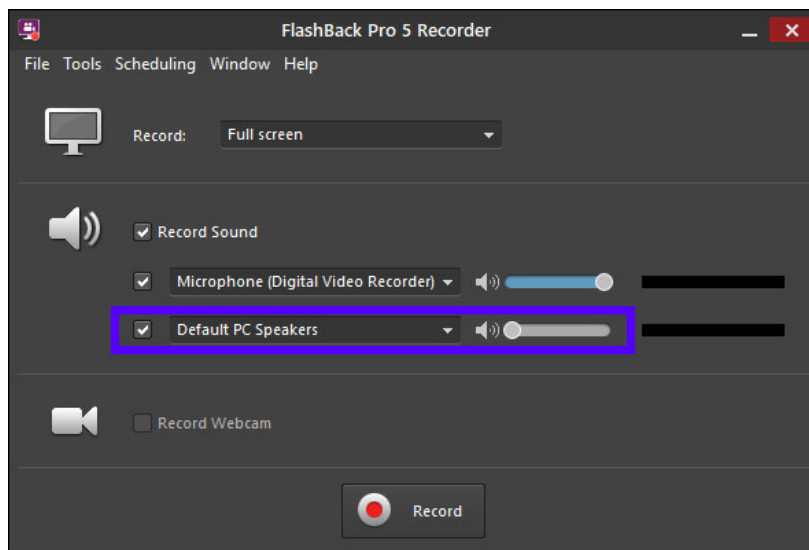 FlashBack Pro 5 Recorder
File Tools Scheduling Window Help
Record: Full screen
Record Sound
Microphone (Digital Video Recorder)
Default PC Speakers
Record Webcam
Record